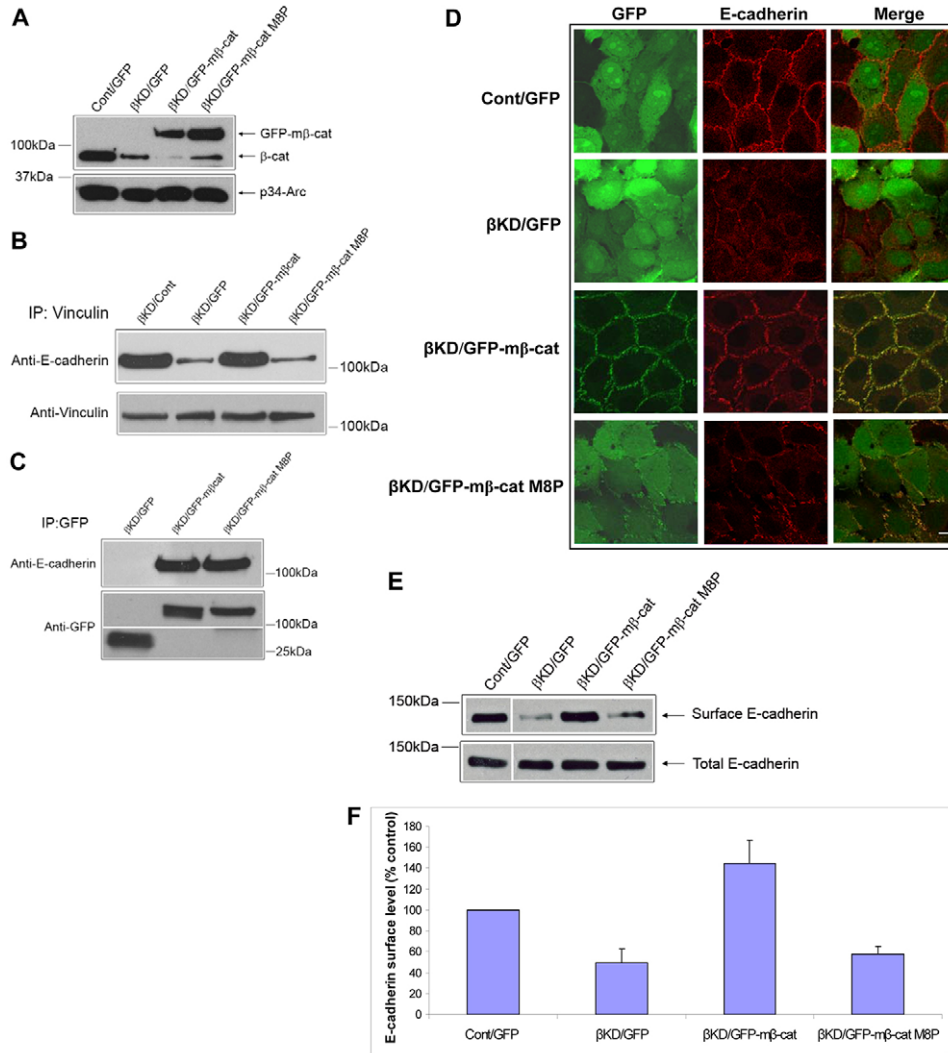 A
Cont/GFP
βKD/GFP
βKD/GFP-mβ-cat
βKD/GFP-mβ-cat M8P
100kDa
GFP-mβ-cat
β-cat
37kDa
p34-Arc
B
IP: Vinculin
βKD/Cont
βKD/GFP
βKD/GFP-mβcat
βKD/GFP-mβ-cat M8P
Anti-E-cadherin
100kDa
Anti-Vinculin
100kDa
C
IP:GFP
βKD/GFP
βKD/GFP-mβcat
βKD/GFP-mβ-cat M8P
Anti-E-cadherin
100kDa
Anti-GFP
100kDa
25kDa
D
GFP E-cadherin Merge
Cont/GFP
βKD/GFP
βKD/GFP-mβ-cat
βKD/GFP-mβ-cat M8P
E
Cont/GFP
βKD/GFP
βKD/GFP-mβ-cat
βKD/GFP-mβ-cat M8P
150kDa
Surface E-cadherin
150kDa
Total E-cadherin
F
E-cadherin surface level (% control)
180
160
140
120
100
80
60
40
20
0
Cont/GFP βKD/GFP βKD/GFP-mβ-cat βKD/GFP-mβ-cat M8P